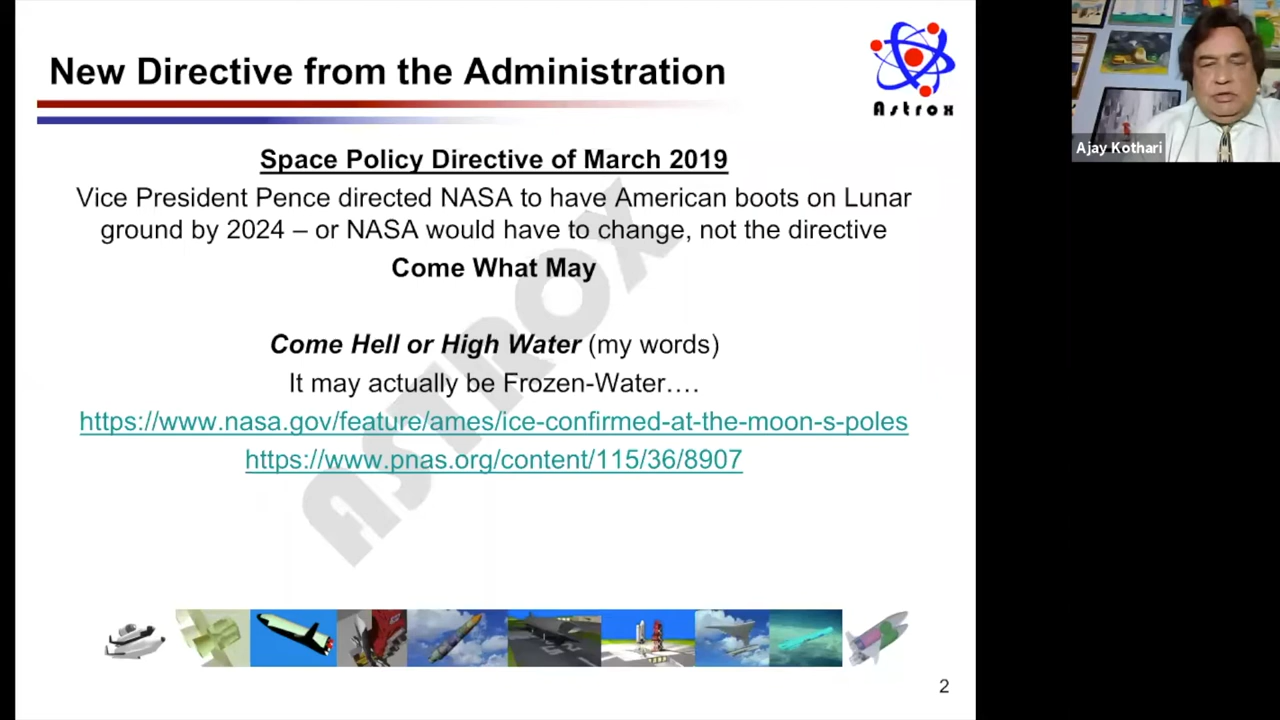 New Directive from the Administration
Astrox
Space Policy Directive of March 2019
Vice President Pence directed NASA to have American boots on Lunar
ground by 2024 – or NASA would have to change, not the directive
Come What May
Come Hell or High Water (my words)
It may actually be Frozen-Water….
https://www.nasa.gov/feature/ames/ice-confirmed-at-the-moon-s-poles
https://www.pnas.org/content/115/36/8907
ASTROX
2
Ajay Kothari